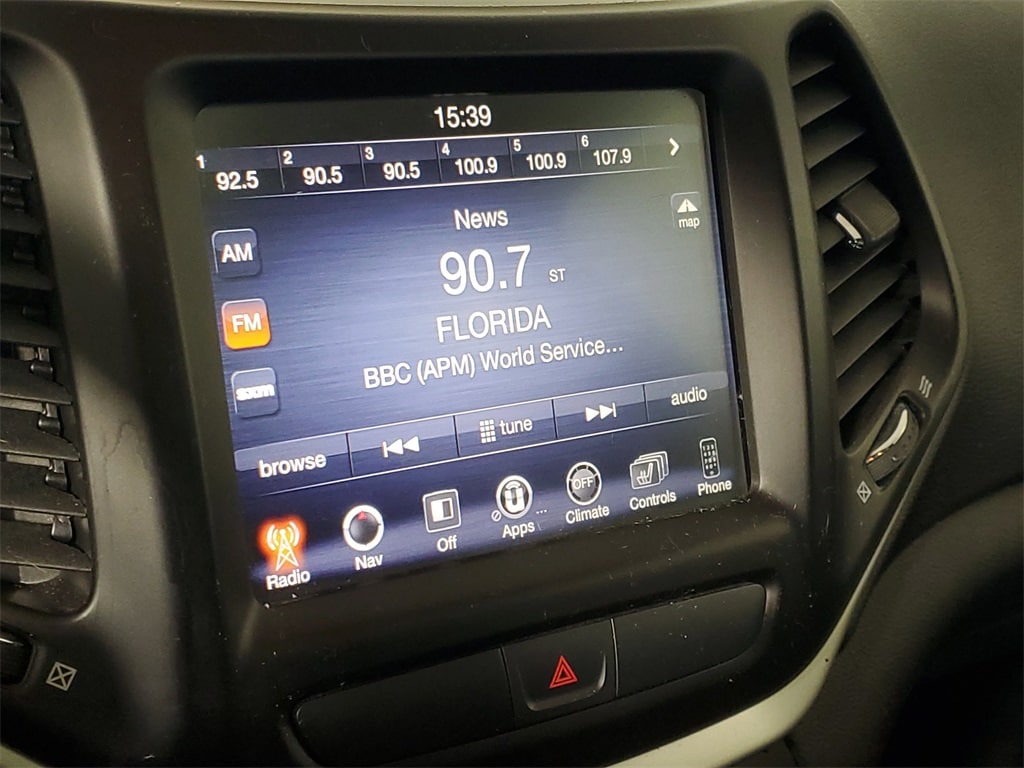 15:39
1 92.5 2 90.5 3 90.5 4 100.9 5 100.9 6 107.9
News
map
AM
90.7 ST
FM
FLORIDA
BBC (APM) World Service...
sxm
browse tune audio
Radio Nav Off Apps OFF Climate Controls Phone